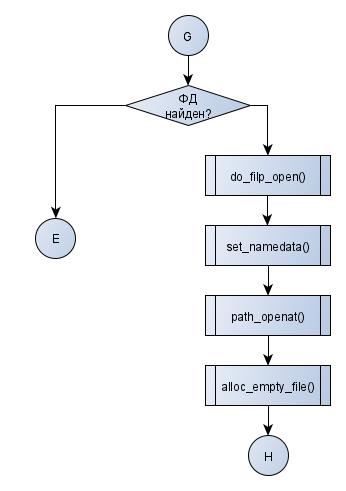 G
ФД
найден?
do_filp_open()
E
set_namedata()
path_openat()
alloc_empty_file()
H